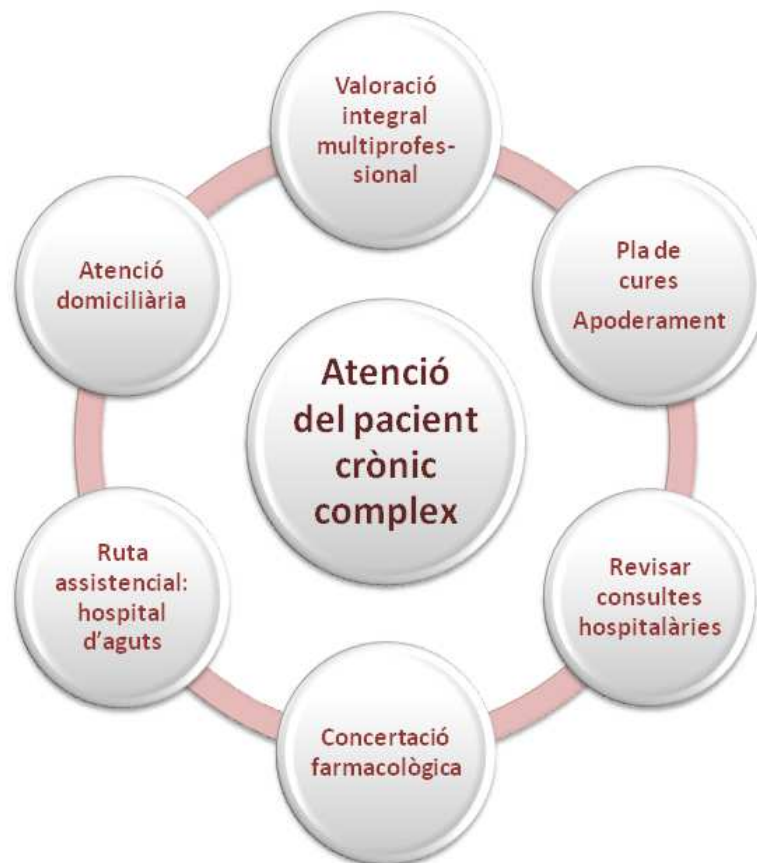 Valoració
integral
multiprofes-
sional
Pla de
cures
Apoderament
Revisar
consultes
hospitalàries
Concertació
farmacològica
Ruta
assistencial:
hospital
d'aguts
Atenció
domiciliària
Atenció
del pacient
crònic
complex